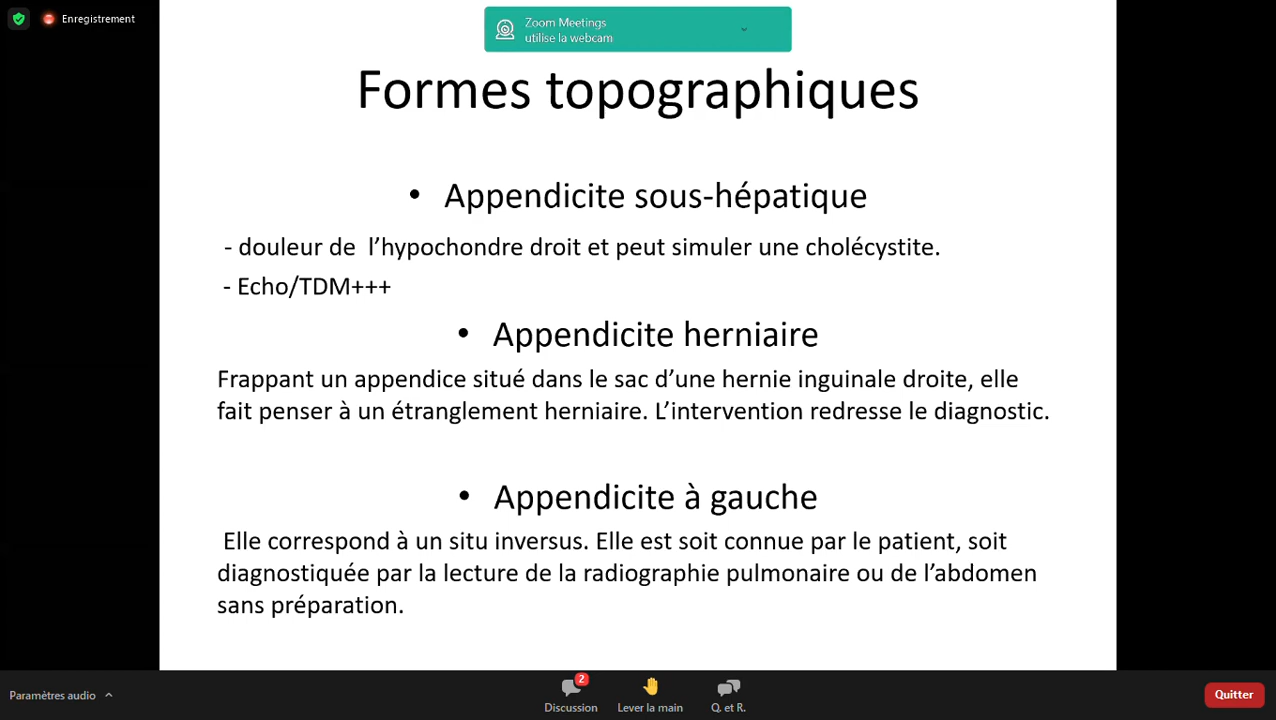 Enregistrement
Zoom Meetings
utilise la webcam
Formes topographiques
• Appendicite sous-hépatique
- douleur de l’hypochondre droit et peut simuler une cholécystite.
- Echo/TDM+++
• Appendicite herniaire
Frappant un appendice situé dans le sac d’une hernie inguinale droite, elle
fait penser à un étranglement herniaire. L’intervention redresse le diagnostic.
• Appendicite à gauche
Elle correspond à un situ inversus. Elle est soit connue par le patient, soit
diagnostiquée par la lecture de la radiographie pulmonaire ou de l’abdomen
sans préparation.
Paramètres audio
2
Discussion
Lever la main
Q. et R.
Quitter